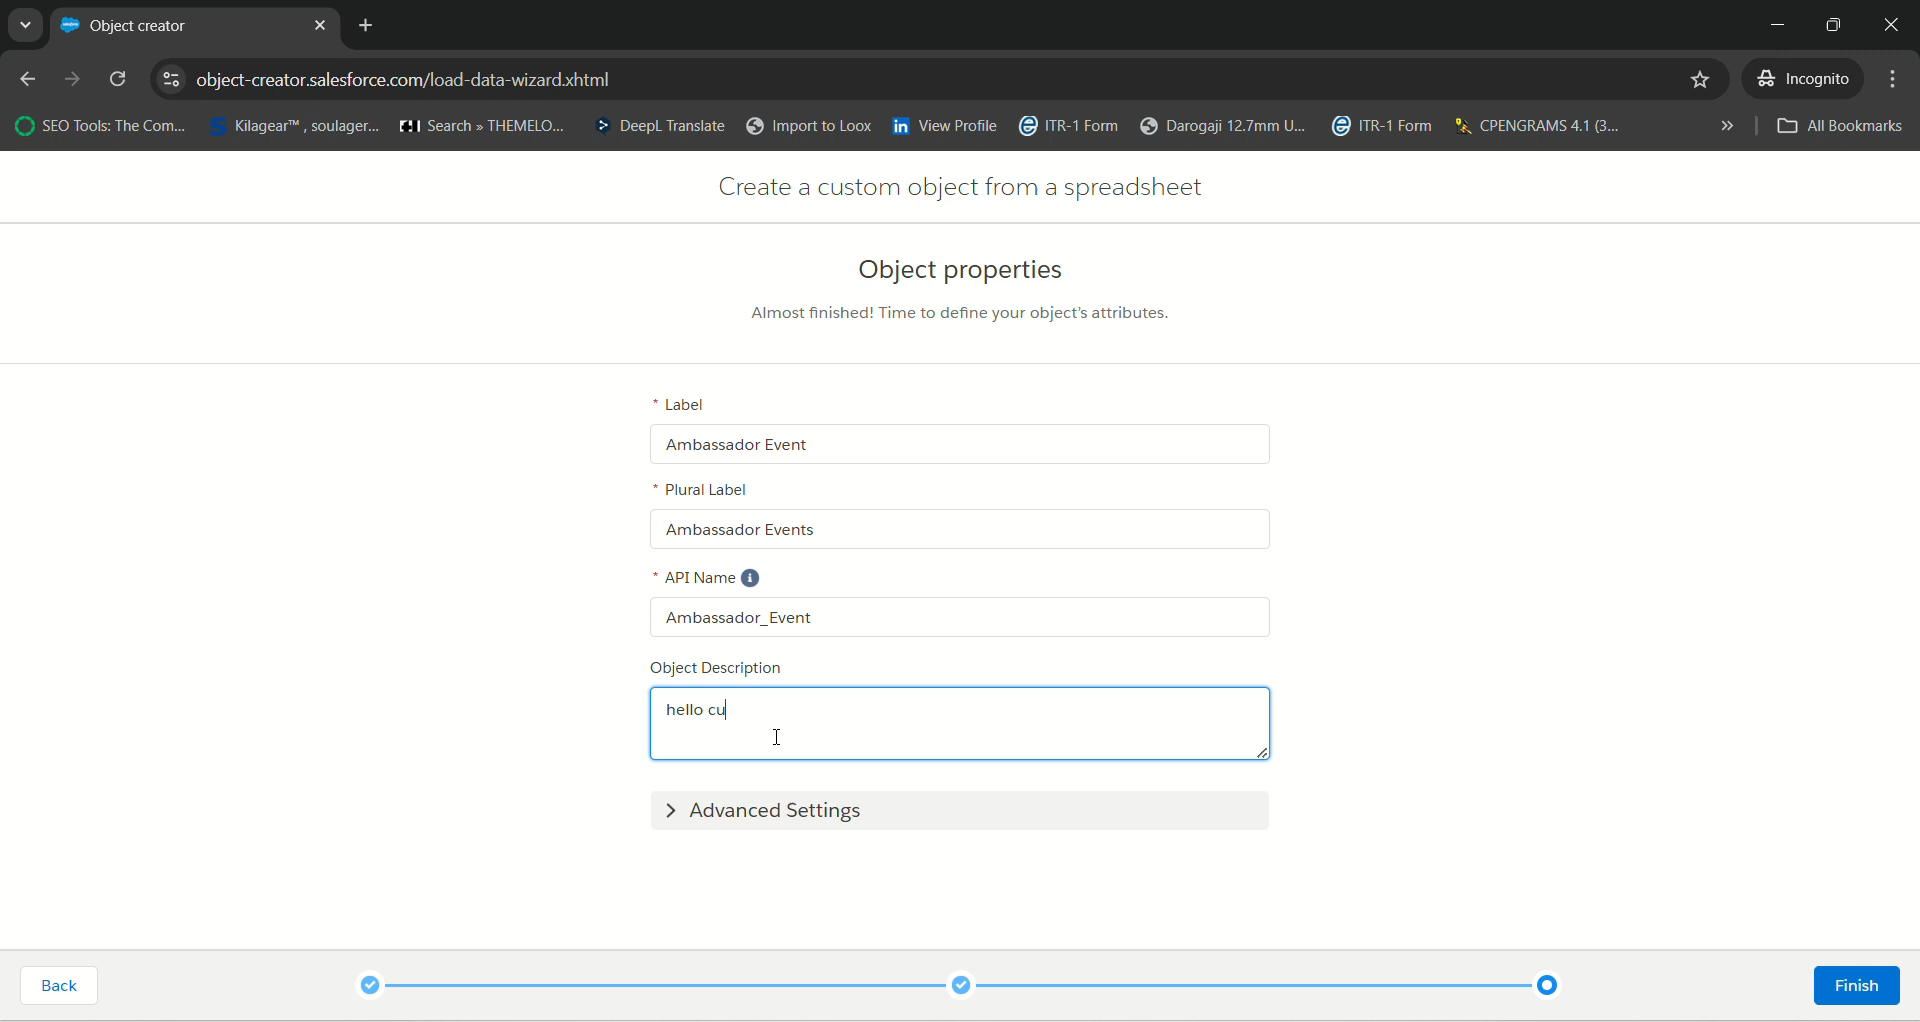 Object creator
object-creator.salesforce.com/load-data-wizard.xhtml
Incognito
SEO Tools: The Com...
Kilagear™ , soulager...
Search » THEMELO...
DeepL Translate
Import to Loox
View Profile
ITR-1 Form
Darogaji 12.7mm U...
ITR-1 Form
CPENGRAMS 4.1 (3...
»
All Bookmarks
Create a custom object from a spreadsheet
Object properties
Almost finished! Time to define your object's attributes.
* Label
Ambassador Event
* Plural Label
Ambassador Events
* API Name
Ambassador_Event
Object Description
hello cu
Advanced Settings
Back
Finish